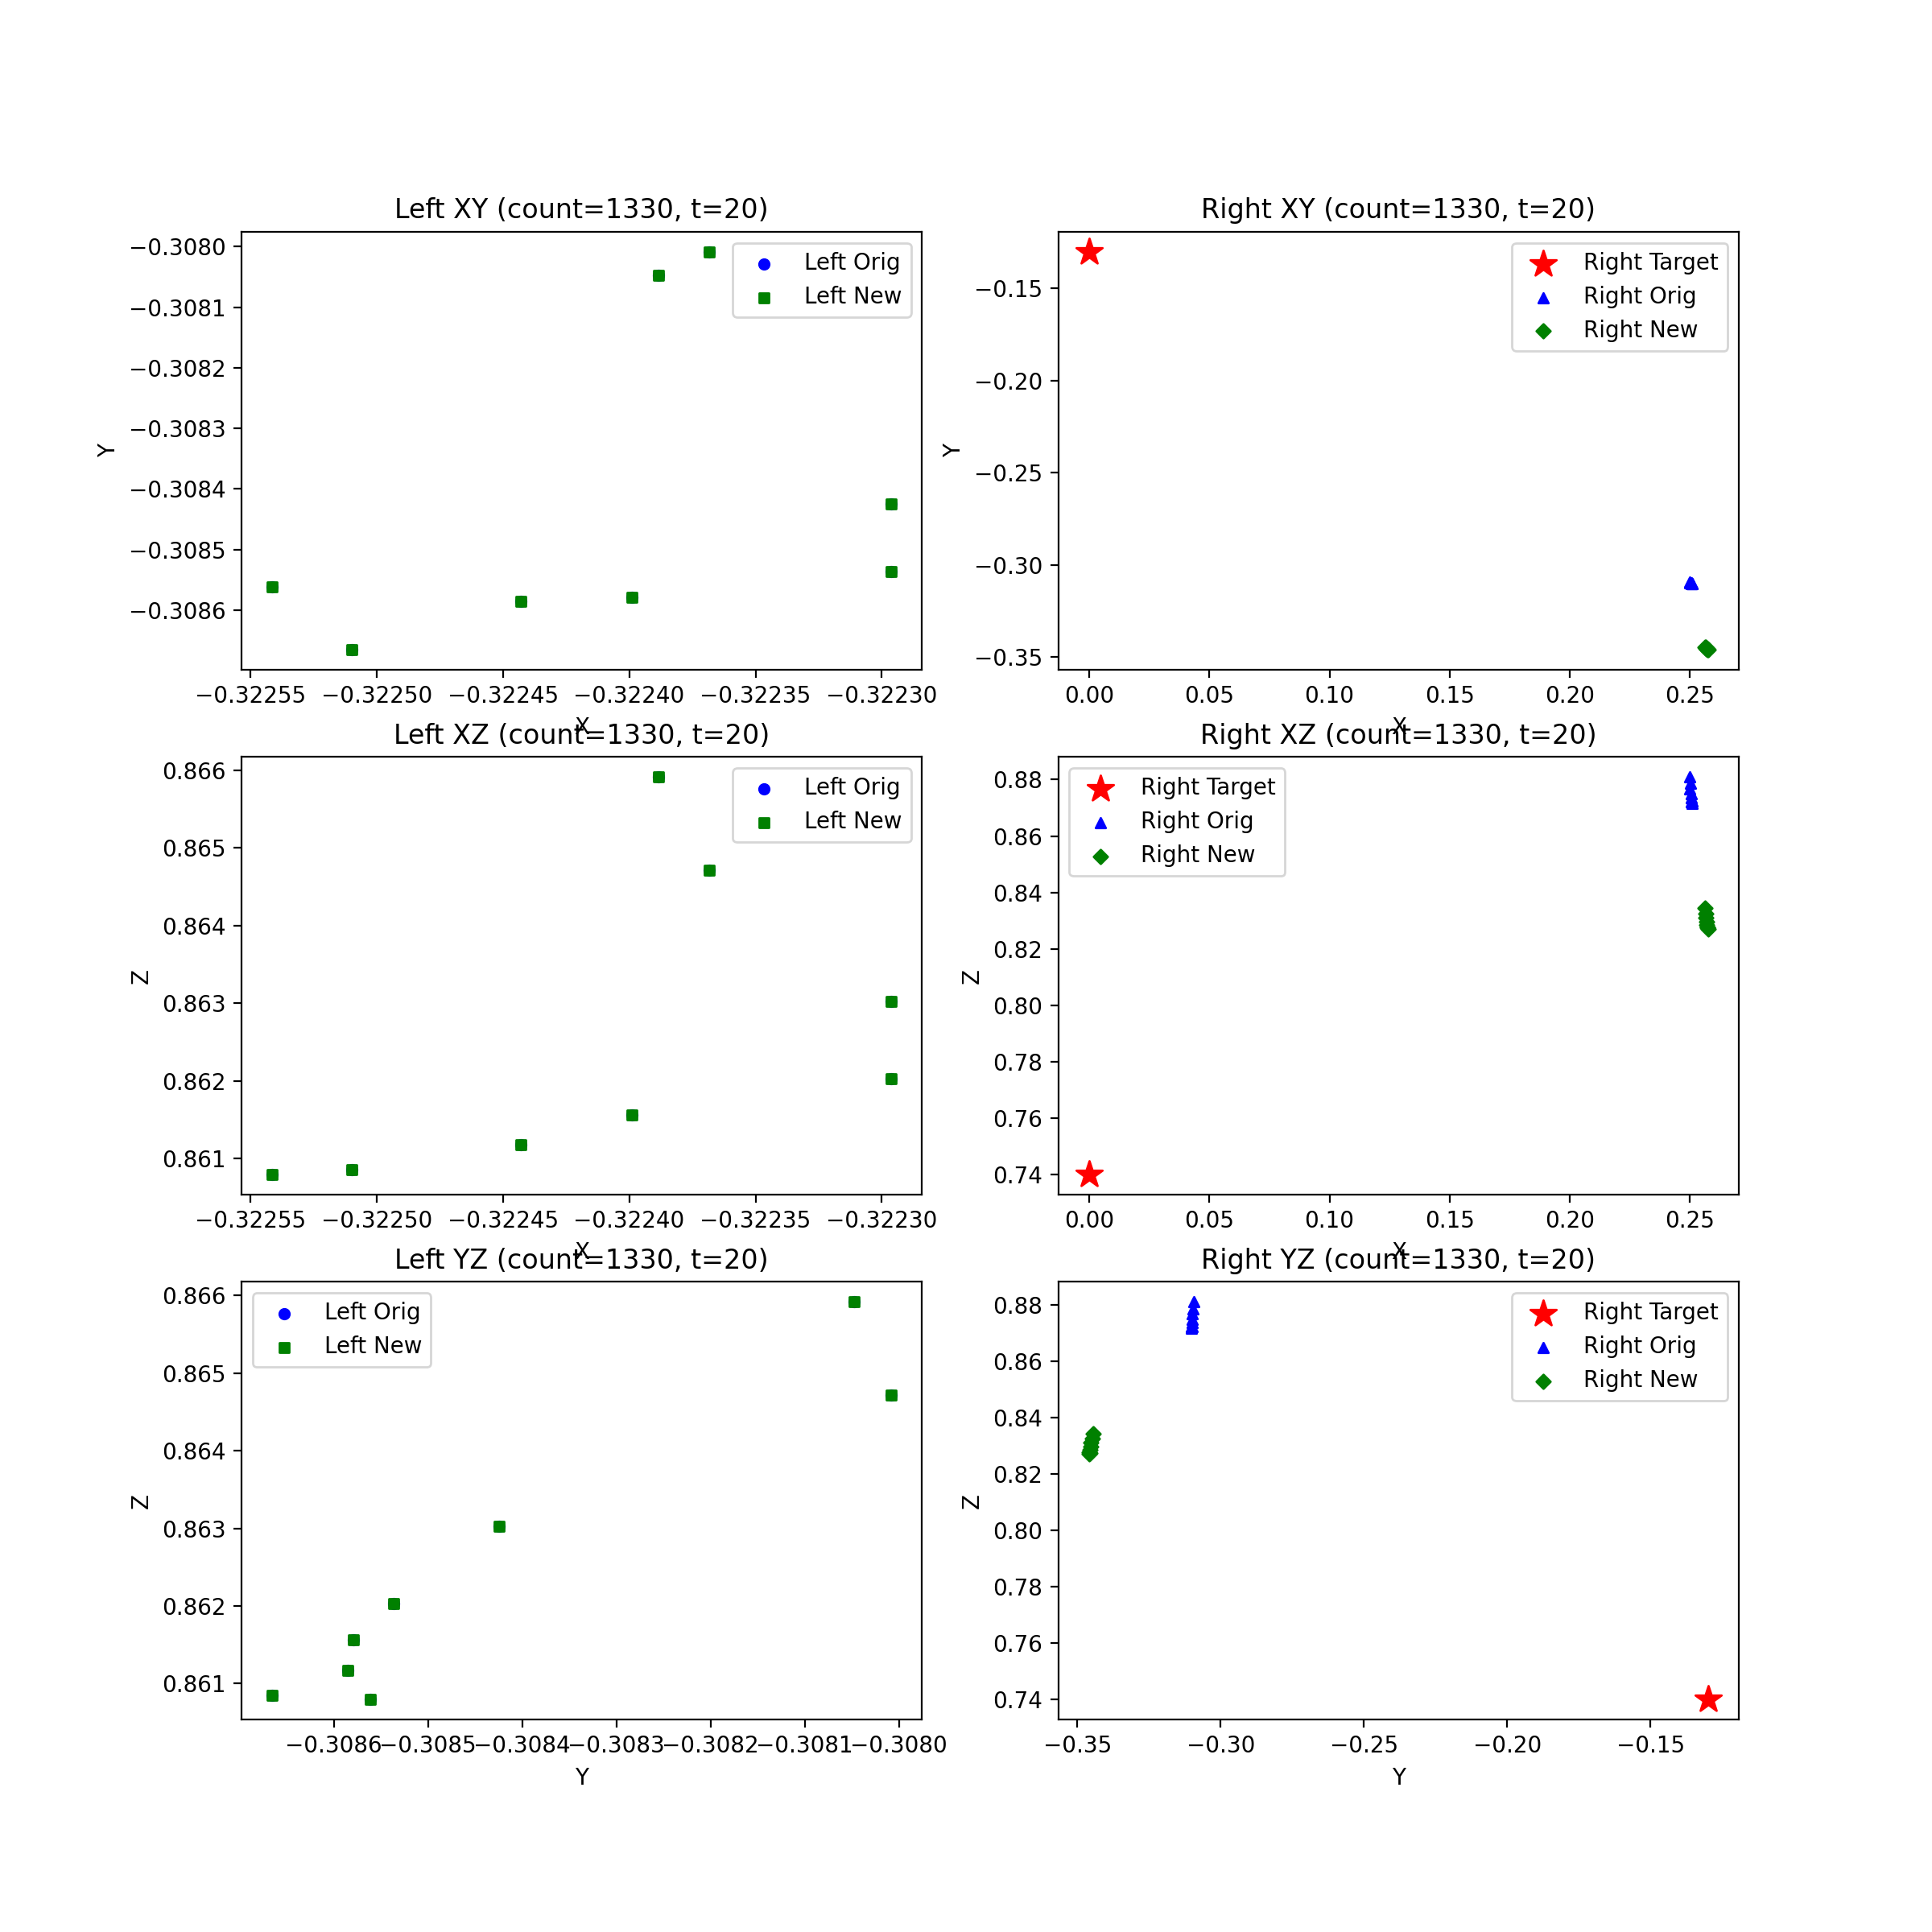 Left XY (count=1330, t=20)
−0.3080
−0.3081
−0.3082
−0.3083
−0.3084
−0.3085
−0.3086
Y
Left Orig
Left New
−0.32255
−0.32250
−0.32245
−0.32240
−0.32235
−0.32230
X
Right XY (count=1330, t=20)
−0.15
−0.20
−0.25
−0.30
−0.35
Y
Right Target
Right Orig
Right New
0.00
0.05
0.10
0.15
0.20
0.25
X
Left XZ (count=1330, t=20)
0.866
0.865
0.864
0.863
0.862
0.861
Z
Left Orig
Left New
−0.32255
−0.32250
−0.32245
−0.32240
−0.32235
−0.32230
X
Right XZ (count=1330, t=20)
0.88
0.86
0.84
0.82
0.80
0.78
0.76
0.74
Z
Right Target
Right Orig
Right New
0.00
0.05
0.10
0.15
0.20
0.25
X
Left YZ (count=1330, t=20)
0.866
0.865
0.864
0.863
0.862
0.861
Z
Left Orig
Left New
−0.3086
−0.3085
−0.3084
−0.3083
−0.3082
−0.3081
−0.3080
Y
Right YZ (count=1330, t=20)
0.88
0.86
0.84
0.82
0.80
0.78
0.76
0.74
Z
Right Target
Right Orig
Right New
−0.35
−0.30
−0.25
−0.20
−0.15
Y